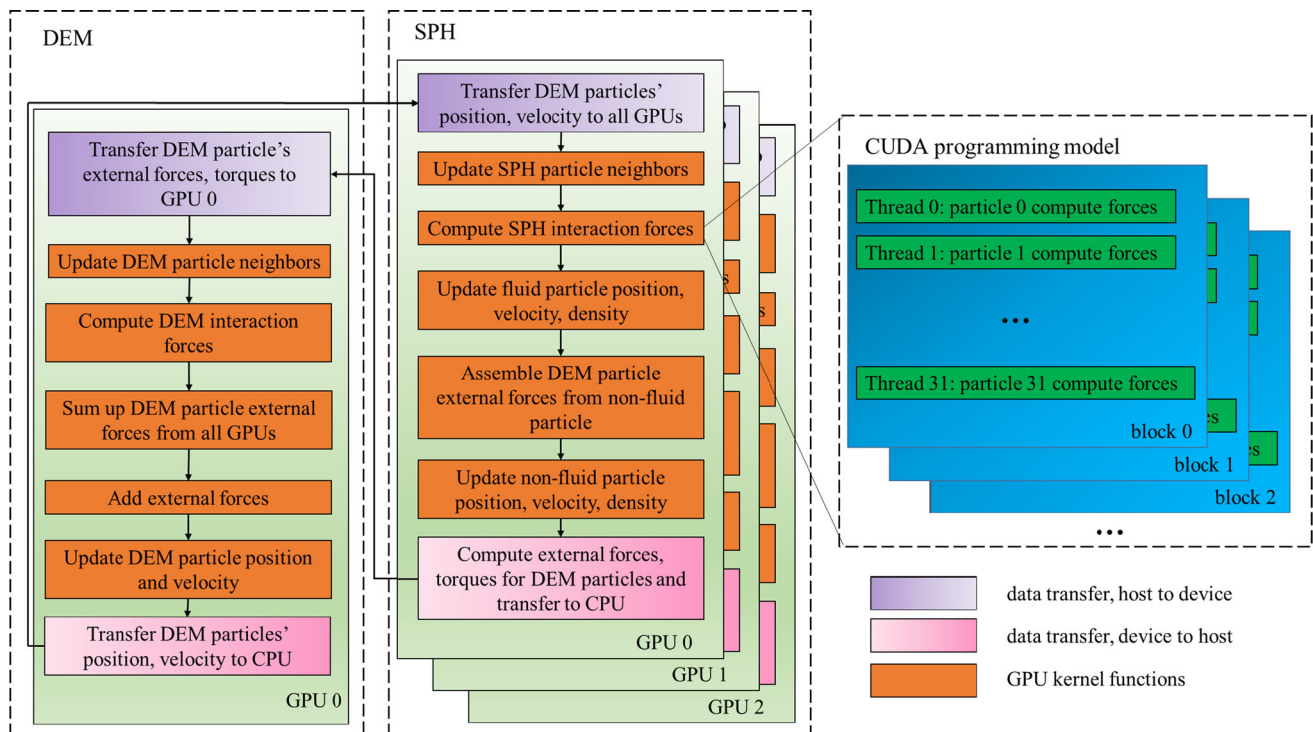 DEM
Transfer DEM particle's
external forces, torques to
GPU 0
Update DEM particle neighbors
Compute DEM interaction
forces
Sum up DEM particle external
forces from all GPUs
Add external forces
Update DEM particle position
and velocity
Transfer DEM particles'
position, velocity to CPU
GPU 0
SPH
Transfer DEM particles'
position, velocity to all GPUs
Update SPH particle neighbors
Compute SPH interaction forces
Update fluid particle position,
velocity, density
Assemble DEM particle
external forces from non-fluid
particle
Update non-fluid particle
position, velocity, density
Compute external forces,
torques for DEM particles and
transfer to CPU
GPU 0
GPU 1
GPU 2
CUDA programming model
Thread 0: particle 0 compute forces
Thread 1: particle 1 compute forces
...
Thread 31: particle 31 compute forces
block 0
block 1
block 2
...
data transfer, host to device
data transfer, device to host
GPU kernel functions